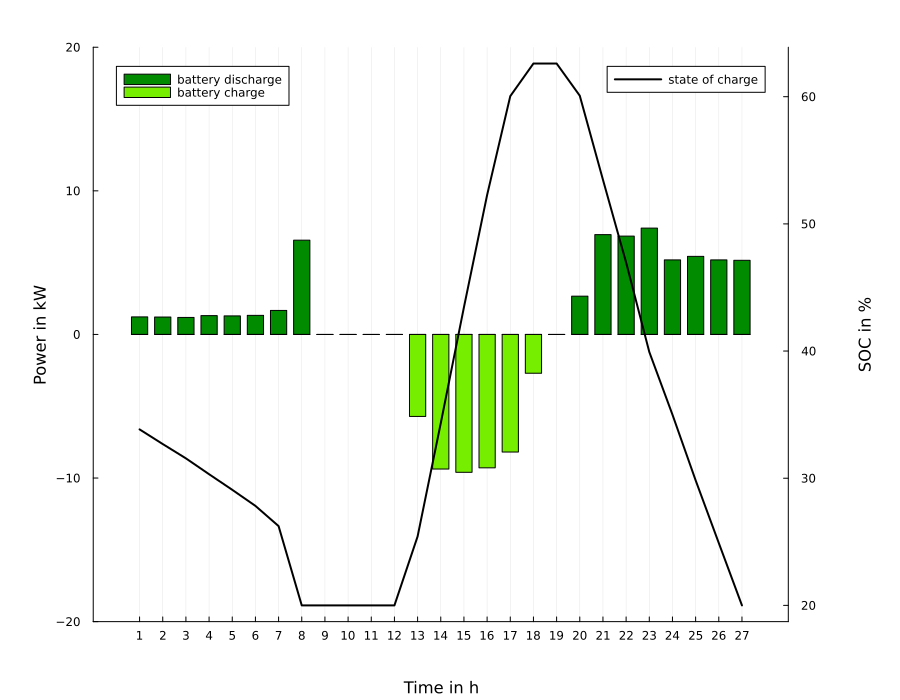 20
10
0
−10
−20
Power in kW
battery discharge
battery charge
state of charge
60
50
40
30
20
SOC in %
1 2 3 4 5 6 7 8 9 10 11 12 13 14 15 16 17 18 19 20 21 22 23 24 25 26 27
Time in h